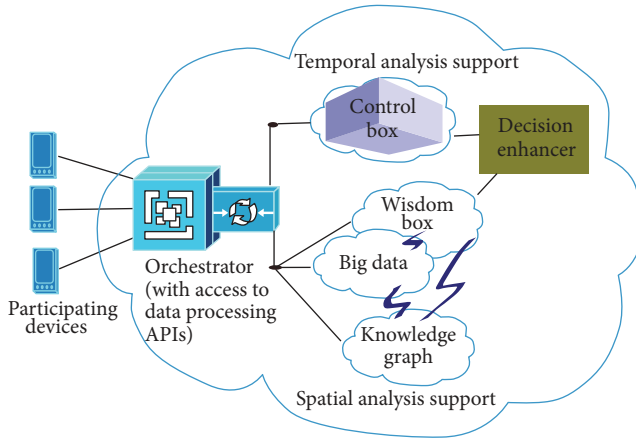 Temporal analysis support
Control
box
Decision
enhancer
Wisdom
box
Big data
Orchestrator
(with access to
data processing
APIs)
Participating
devices
Knowledge
graph
Spatial analysis support